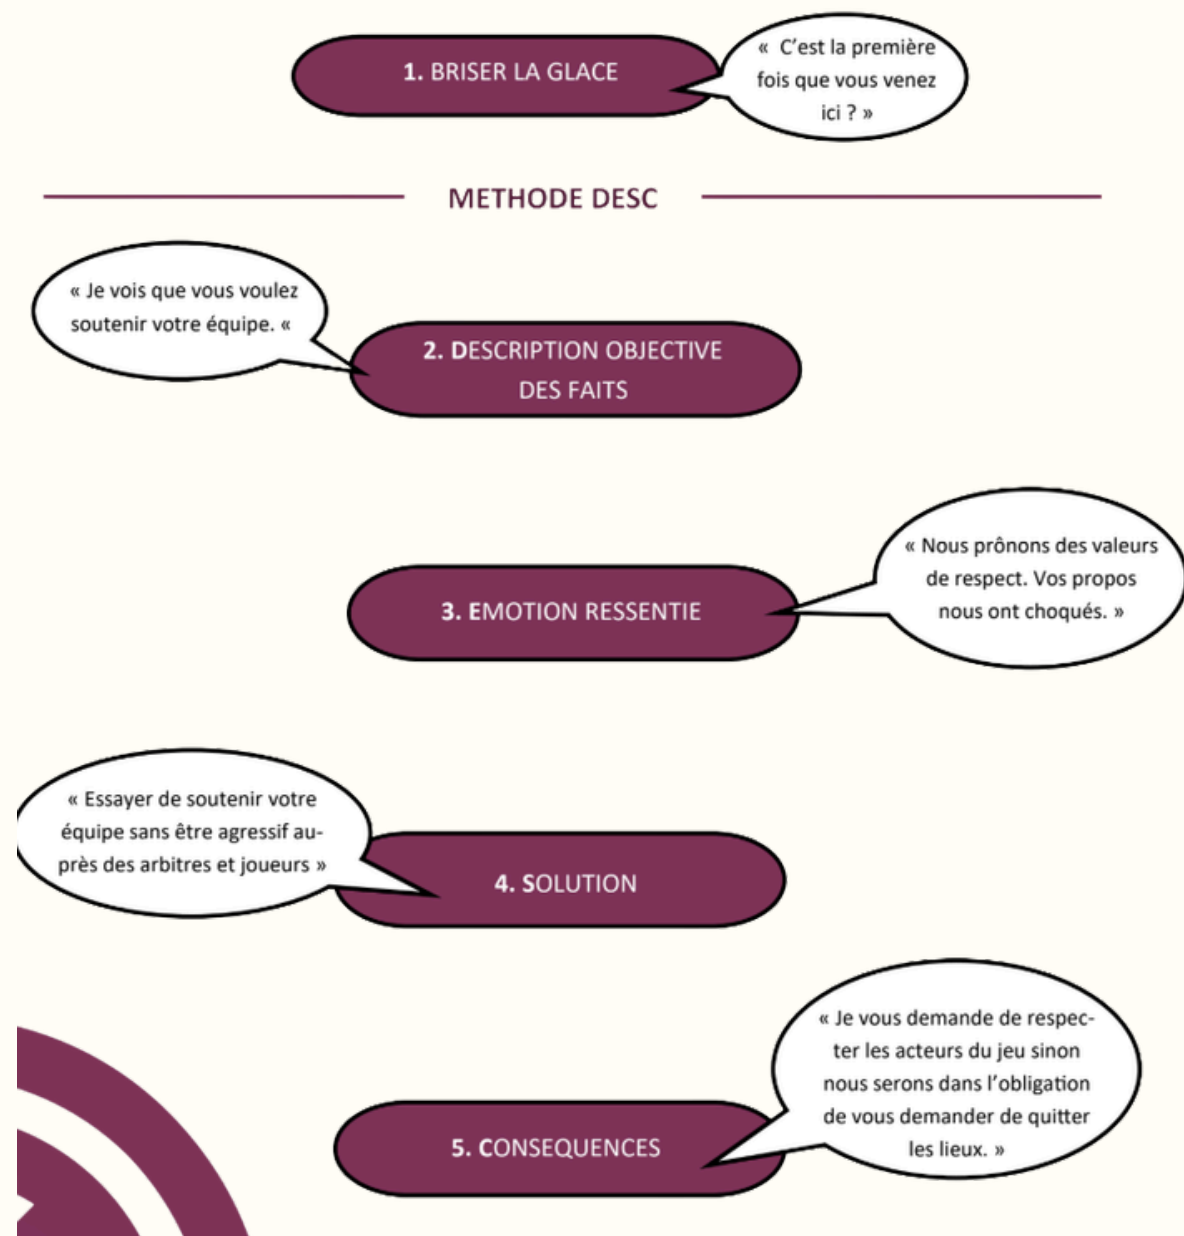 1. BRISER LA GLACE
« C'est la première
fois que vous venez
ici ? »
METHODE DESC
« Je vois que vous voulez
soutenir votre équipe. «
2. DESCRIPTION OBJECTIVE
DES FAITS
« Nous prônons des valeurs
de respect. Vos propos
nous ont choqués. »
3. EMOTION RESSENTIE
« Essayer de soutenir votre
équipe sans être agressif au-
près des arbitres et joueurs »
4. SOLUTION
« Je vous demande de respec-
ter les acteurs du jeu sinon
nous serons dans l'obligation
de vous demander de quitter
les lieux. »
5. CONSEQUENCES